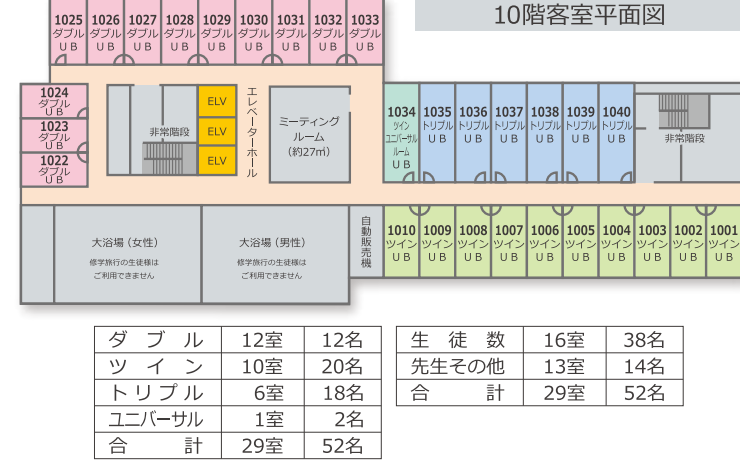 10階客室平面図
1025 1026 1027 1028 1029 1030 1031 1032 1033
ダブル ダブル ダブル ダブル ダブル ダブル ダブル ダブル ダブル
UB UB UB UB UB UB UB UB UB
1024
ダブル
UB
1023
ダブル
UB
1022
ダブル
UB
非常階段
ELV
ELV
ELV
エレベーターホール
ミーティング
ルーム
(約27㎡)
1034
ツイン
ユニバーサル
ルーム
UB
1035 1036 1037 1038 1039 1040
トリプル トリプル トリプル トリプル トリプル トリプル
UB UB UB UB UB UB
非常階段
大浴場(女性)
修学旅行の生徒様は
ご利用できません
大浴場(男性)
修学旅行の生徒様は
ご利用できません
自動販売機
1010 1009 1008 1007 1006 1005 1004 1003 1002 1001
ツイン ツイン ツイン ツイン ツイン ツイン ツイン ツイン ツイン ツイン
UB UB UB UB UB UB UB UB UB UB
ダブル 12室 12名
ツイン 10室 20名
トリプル 6室 18名
ユニバーサル 1室 2名
合計 29室 52名
生徒数 16室 38名
先生その他 13室 14名
合計 29室 52名